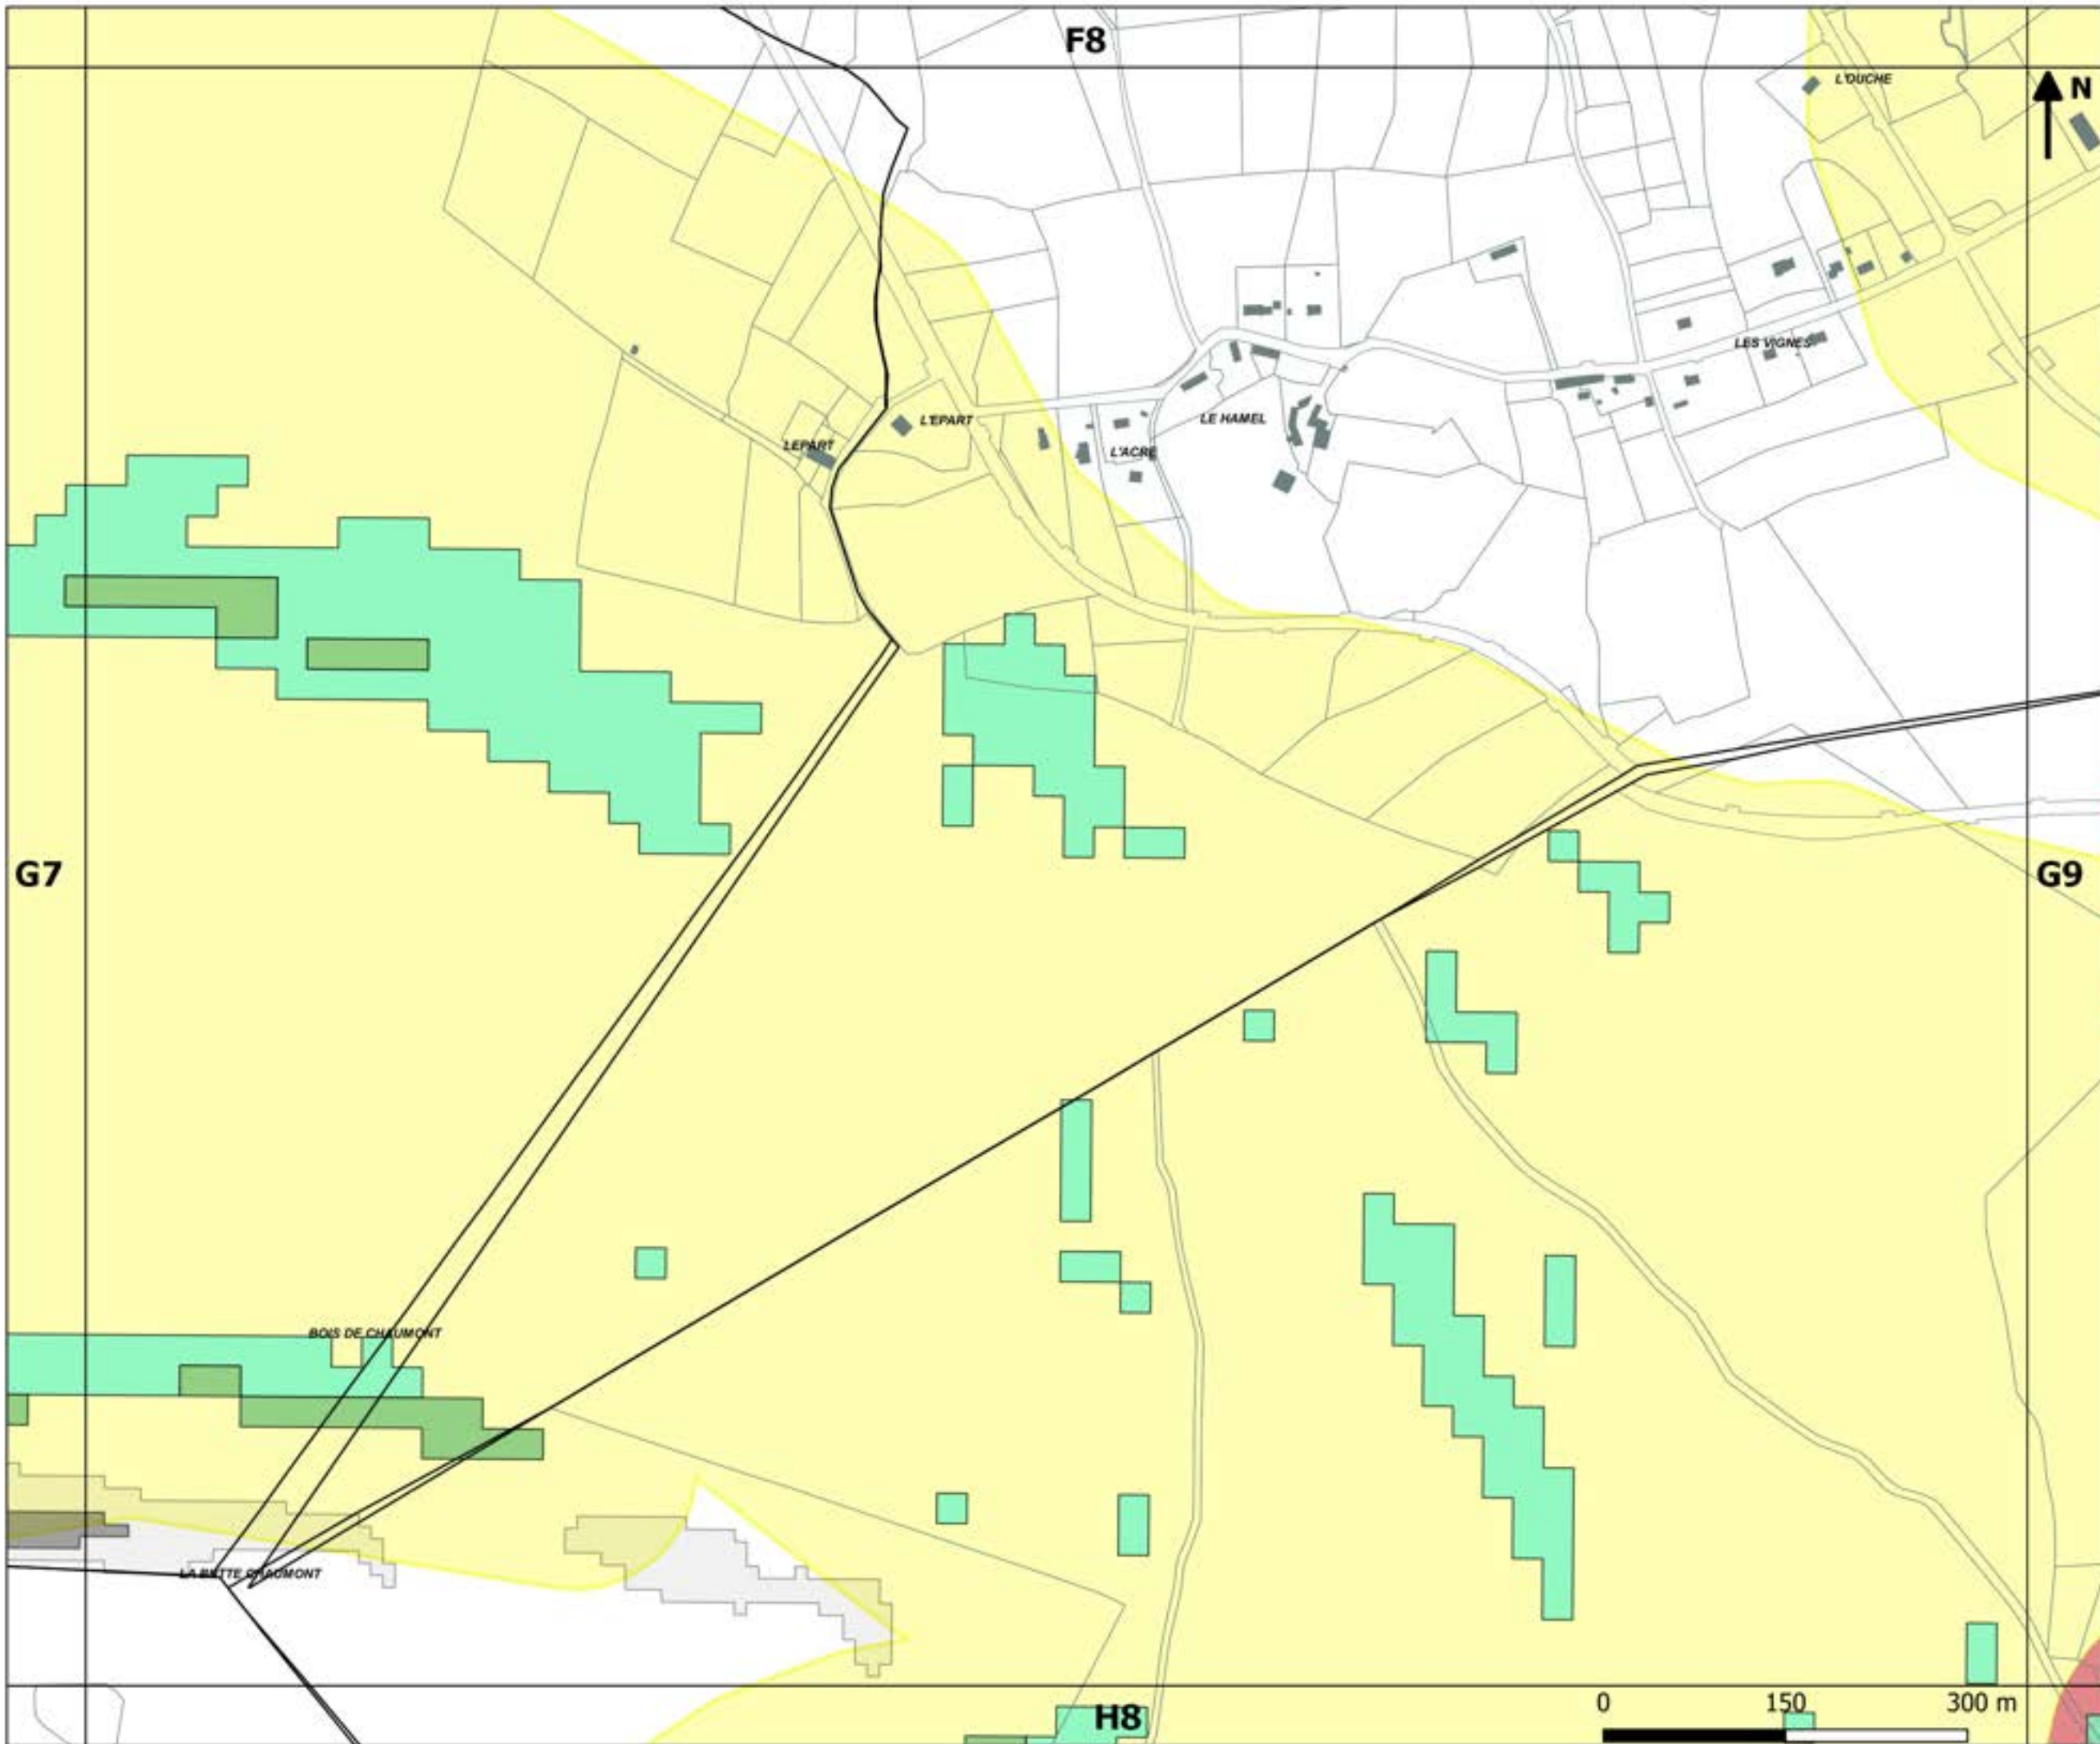 F8
L'OUCHE
N
LES VIGNES
L'EPART
LE HAMEL
LEPART
L'ACRE
G7
G9
BOIS DE CHAUMONT
LA BUTTE CHAUMONT
0 150 300 m
H8